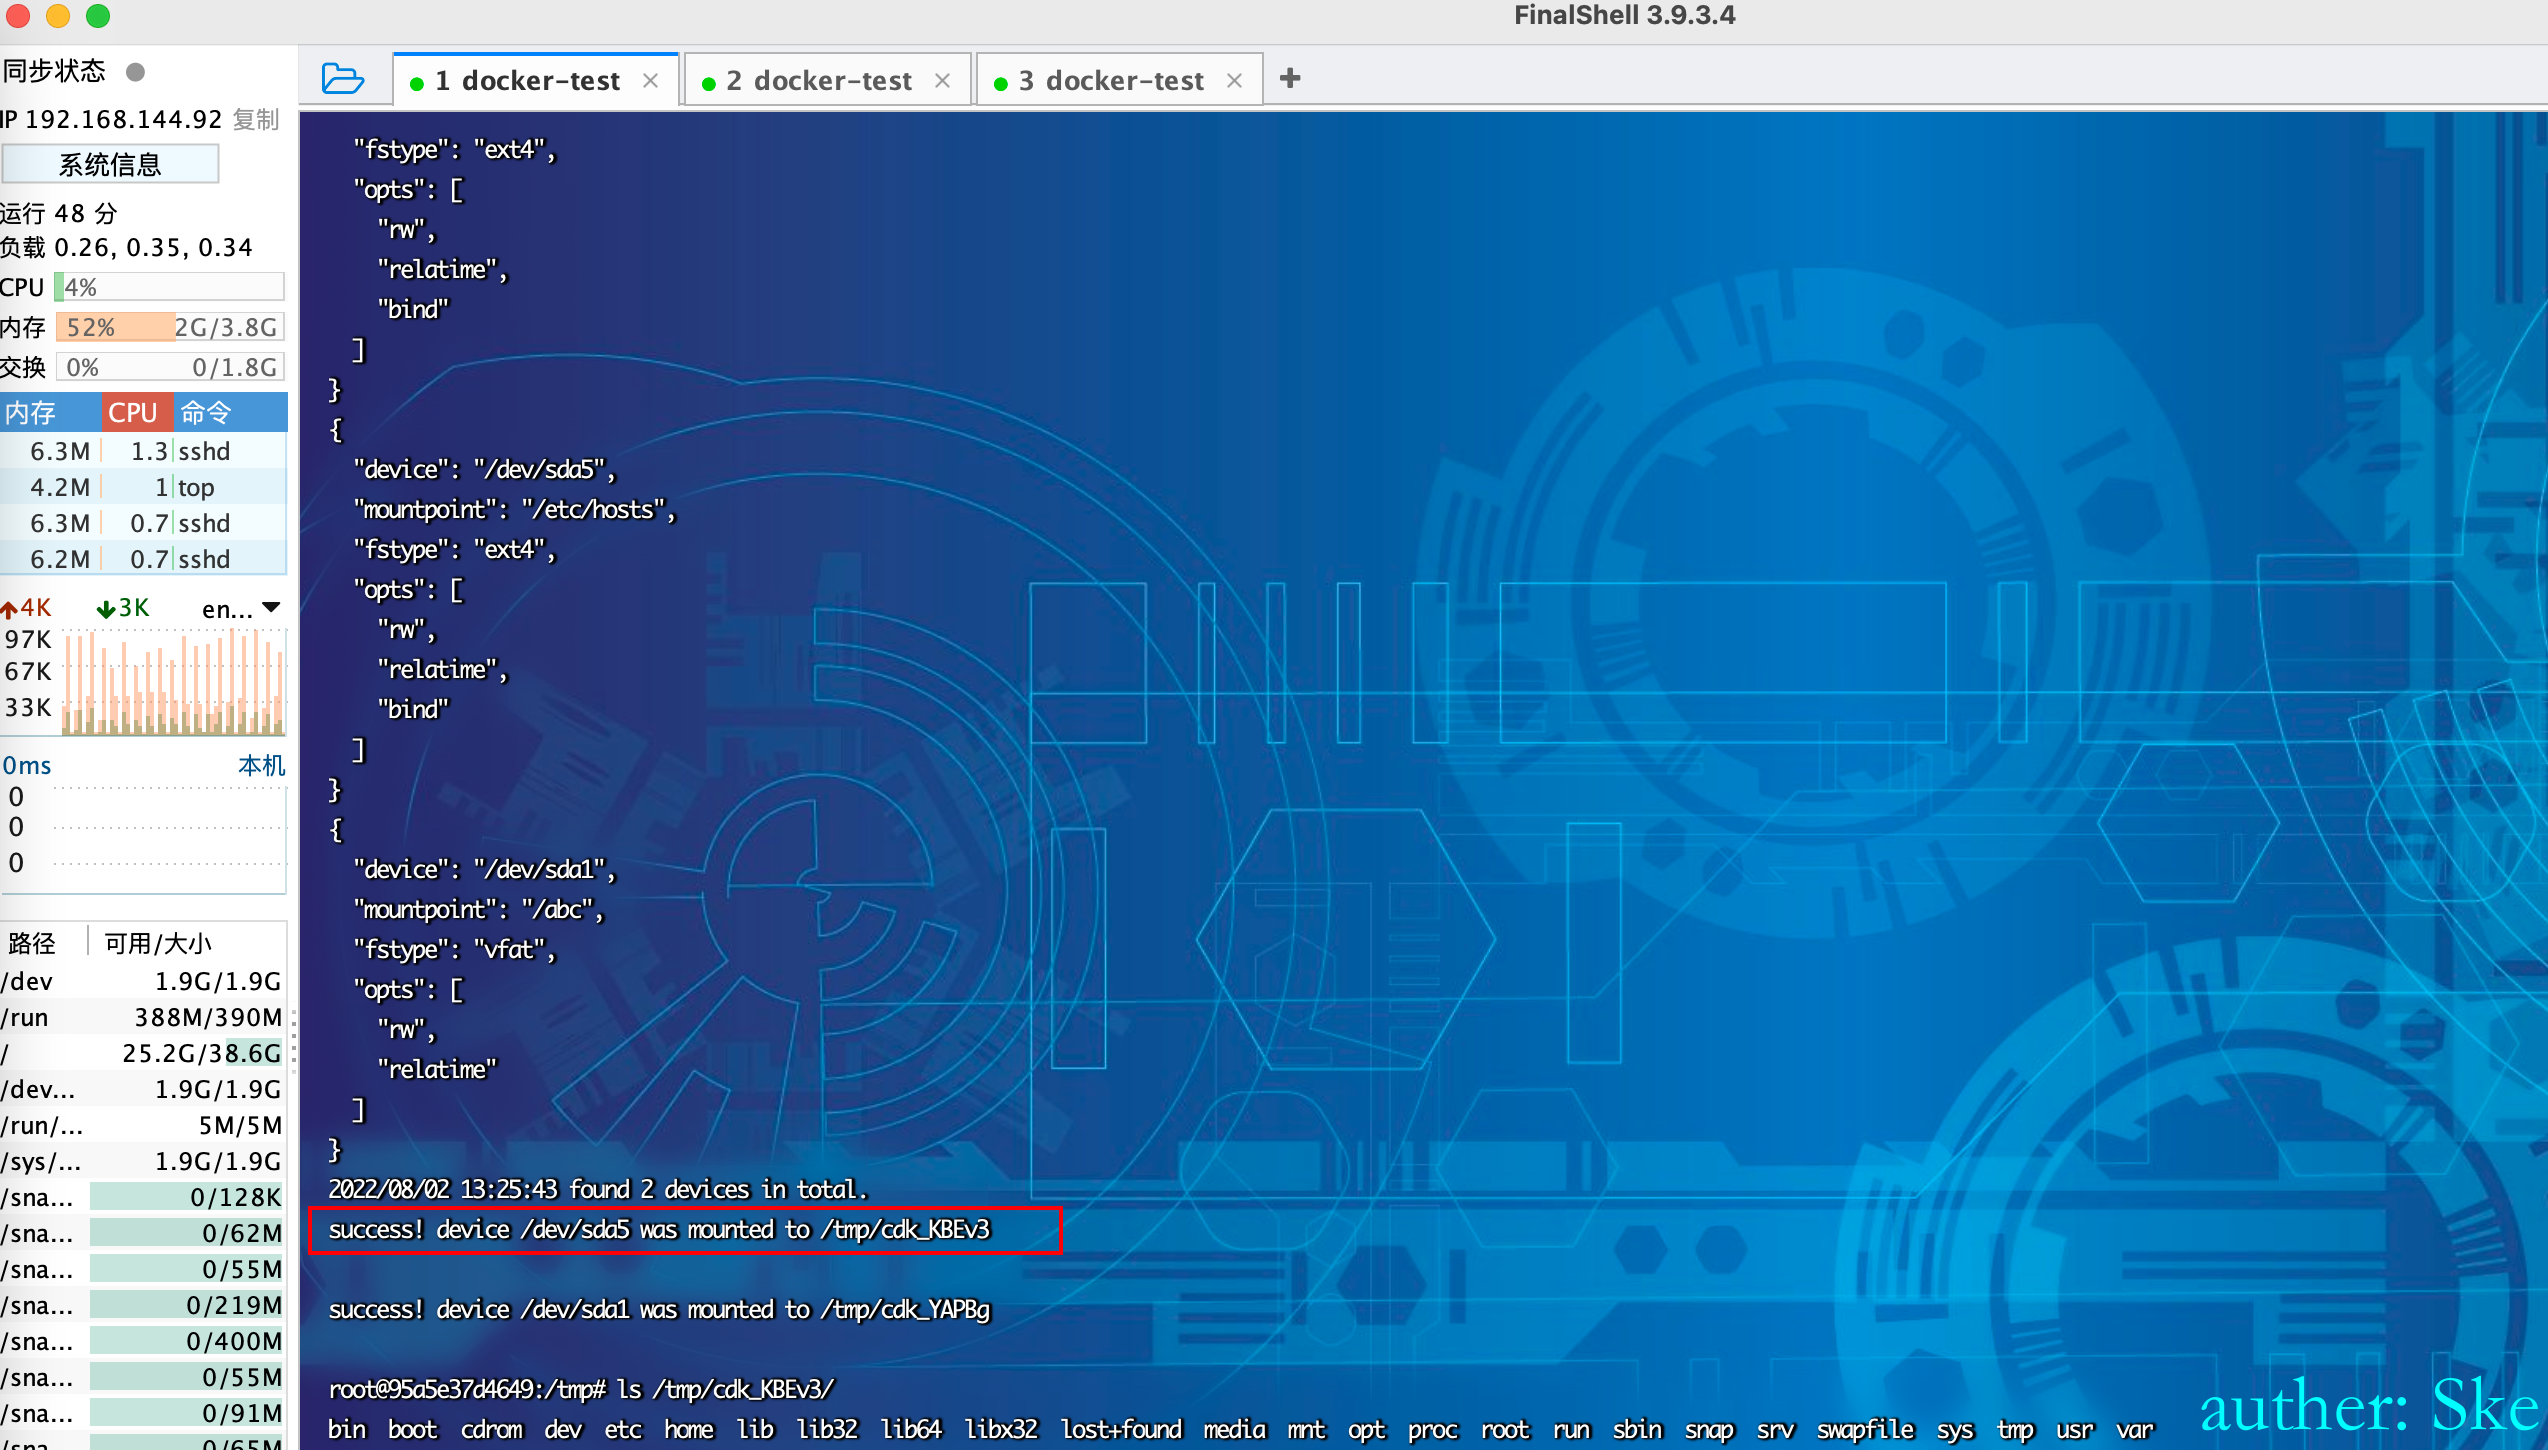 FinalShell 3.9.3.4
同步状态
IP 192.168.144.92 复制
系统信息
运行 48 分
负载 0.26, 0.35, 0.34
CPU 4%
内存 52% 2G/3.8G
交换 0% 0/1.8G
内存 CPU 命令
6.3M 1.3 sshd
4.2M 1 top
6.3M 0.7 sshd
6.2M 0.7 sshd
4K 3K en...
97K
67K
33K
0ms 本机
0
0
0
路径 可用/大小
/dev 1.9G/1.9G
/run 388M/390M
/ 25.2G/38.6G
/dev... 1.9G/1.9G
/run/... 5M/5M
/sys/... 1.9G/1.9G
/sna... 0/128K
/sna... 0/62M
/sna... 0/55M
/sna... 0/219M
/sna... 0/400M
/sna... 0/55M
/sna... 0/91M
/sna... 0/65M
1 docker-test × 2 docker-test × 3 docker-test × +
"fstype": "ext4",
"opts": [
"rw",
"relatime",
"bind"
]
}
{
"device": "/dev/sda5",
"mountpoint": "/etc/hosts",
"fstype": "ext4",
"opts": [
"rw",
"relatime",
"bind"
]
}
{
"device": "/dev/sda1",
"mountpoint": "/abc",
"fstype": "vfat",
"opts": [
"rw",
"relatime"
]
}
2022/08/02 13:25:43 found 2 devices in total.
success! device /dev/sda5 was mounted to /tmp/cdk_KBEv3
success! device /dev/sda1 was mounted to /tmp/cdk_YAPBg
root@95a5e37d4649:/tmp# ls /tmp/cdk_KBEv3/
bin boot cdrom dev etc home lib lib32 lib64 libx32 lost+found media mnt opt proc root run sbin snap srv swapfile sys tmp usr var
auther: Ske